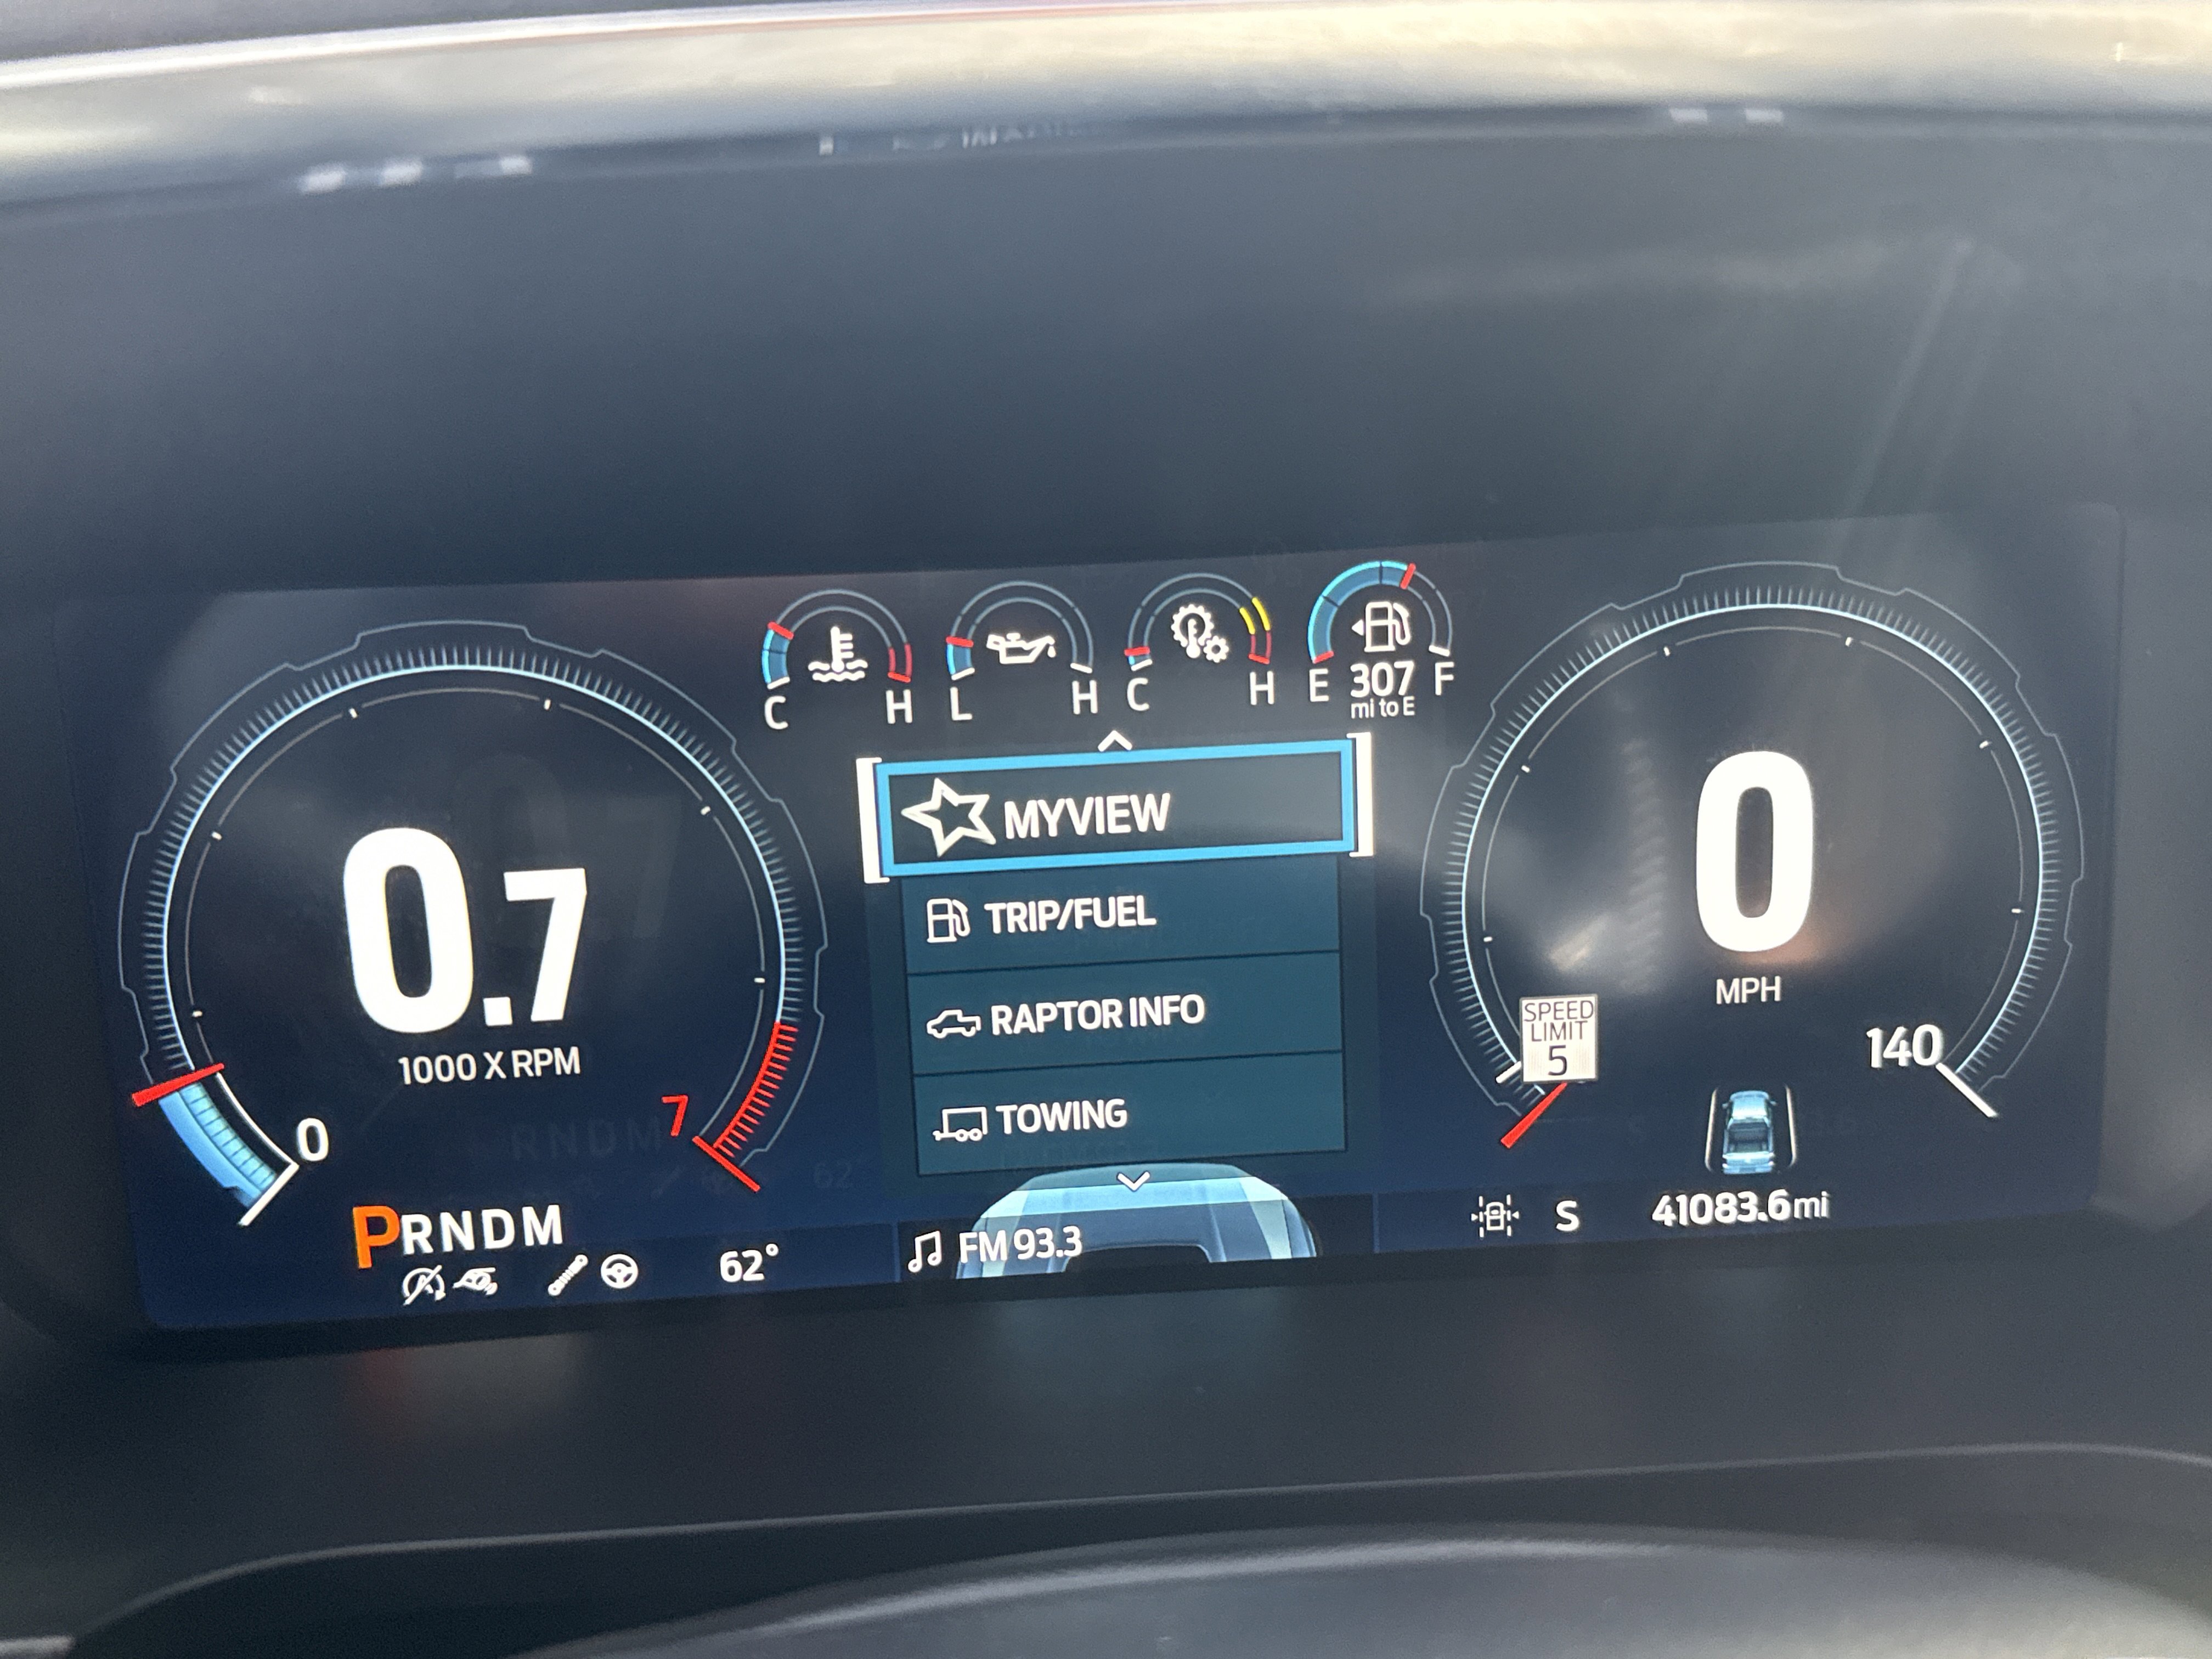 C H
L H
C H
E 307 F
mi to E
MYVIEW
TRIP/FUEL
RAPTOR INFO
TOWING
0.7
1000 X RPM
0
7
PRNDM
62°
FM 93.3
0
MPH
SPEED
LIMIT
5
140
S
41083.6mi